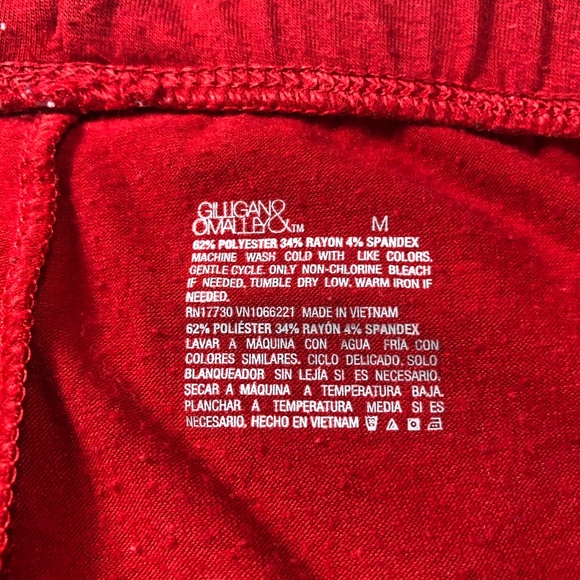 GILLIGAN &
O'MALLEY™ M
62% POLYESTER 34% RAYON 4% SPANDEX
MACHINE WASH COLD WITH LIKE COLORS.
GENTLE CYCLE. ONLY NON-CHLORINE BLEACH
IF NEEDED. TUMBLE DRY LOW. WARM IRON IF
NEEDED.
RN17730 VN1066221 MADE IN VIETNAM
62% POLIÉSTER 34% RAYÓN 4% SPANDEX
LAVAR A MÁQUINA CON AGUA FRÍA CON
COLORES SIMILARES. CICLO DELICADO. SOLO
BLANQUEADOR SIN LEJÍA SI ES NECESARIO.
SECAR A MÁQUINA A TEMPERATURA BAJA.
PLANCHAR A TEMPERATURA MEDIA SI ES
NECESARIO. HECHO EN VIETNAM